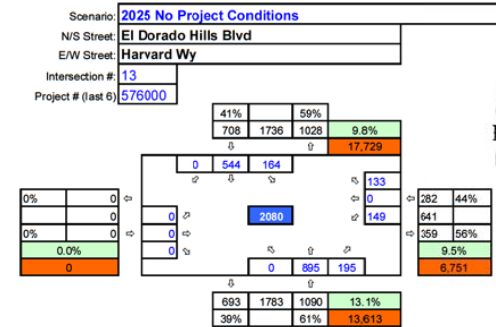 Scenario: 2025 No Project Conditions
N/S Street: El Dorado Hills Blvd
E/W Street: Harvard Wy
Intersection #: 13
Project # (last 6) 576000
41% 59%
708 1736 1028 9.8%
⇩ ⇧ 17,729
0 544 164
133
0% 0 ⇦ 0 ⇦ 0 ⇦ 282 44%
0 0 2080 149 641
0% 0 ⇨ 0 ⇨ 359 56%
0.0% 0 9.5%
0 0 895 195 6,751
⇩ ⇧
693 1783 1090 13.1%
39% 61% 13,613